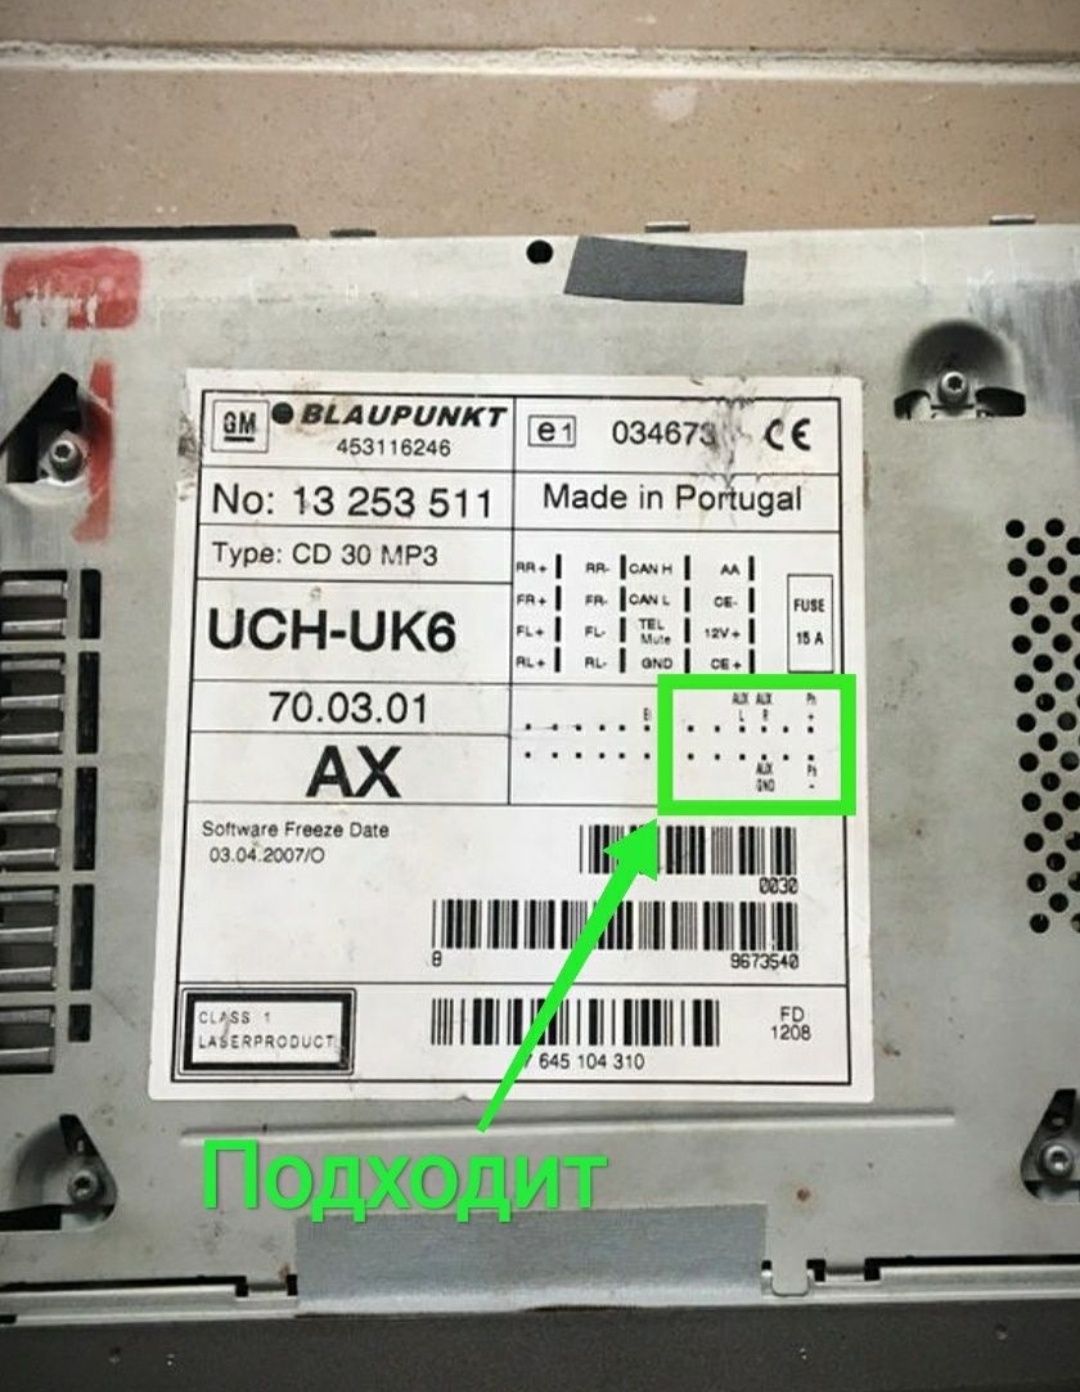 GM
BLAUPUNKT
453116246
e1
CE
No: 13 253 511
Made in Portugal
Type: CD 30 MP3
UCH-UK6
70.03.01
AX
RR+ RR- CAN H AA
FR+ FR- CAN L CE-
FL+ FL- TEL Mute 12V+
RL+ RL- GND CE+
FUSE
15 A
AUX AUX Ph
L R +
AUX
GND -
Software Freeze Date
03.04.2007/0
0030
8 9673540
CLASS 1
LASERPRODUCT
7 645 104 310
FD
1208
Подходит